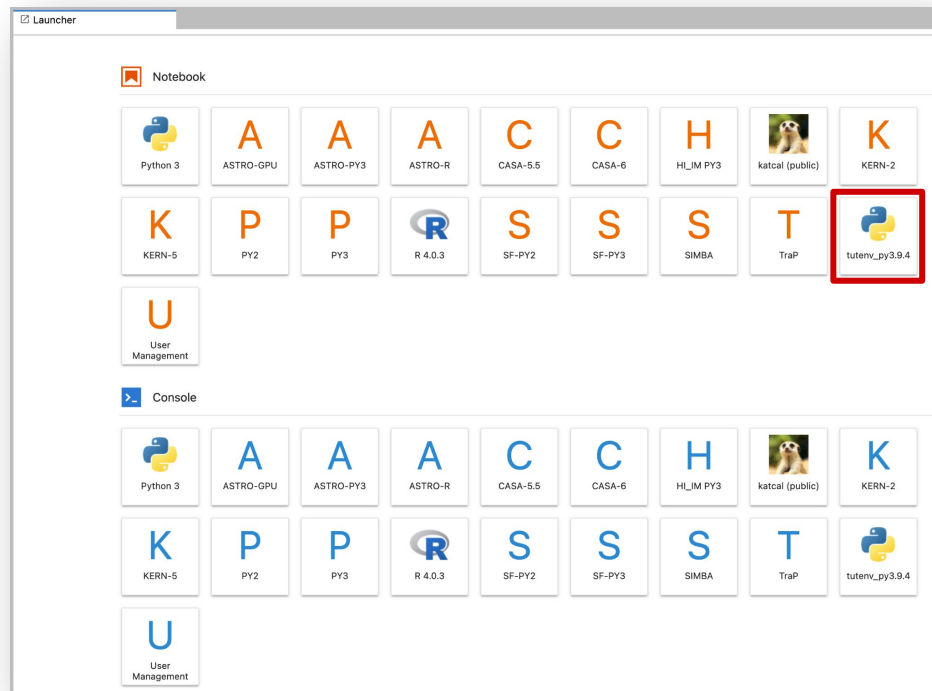 Launcher
Notebook
Python 3
A
ASTRO-GPU
A
ASTRO-PY3
A
ASTRO-R
C
CASA-5.5
C
CASA-6
H
HI_IM PY3
katcal (public)
K
KERN-2
K
KERN-5
P
PY2
P
PY3
R
R 4.0.3
S
SF-PY2
S
SF-PY3
S
SIMBA
T
TraP
tutenv_py3.9.4
U
User
Management
>_ Console
Python 3
A
ASTRO-GPU
A
ASTRO-PY3
A
ASTRO-R
C
CASA-5.5
C
CASA-6
H
HI_IM PY3
katcal (public)
K
KERN-2
K
KERN-5
P
PY2
P
PY3
R
R 4.0.3
S
SF-PY2
S
SF-PY3
S
SIMBA
T
TraP
tutenv_py3.9.4
U
User
Management